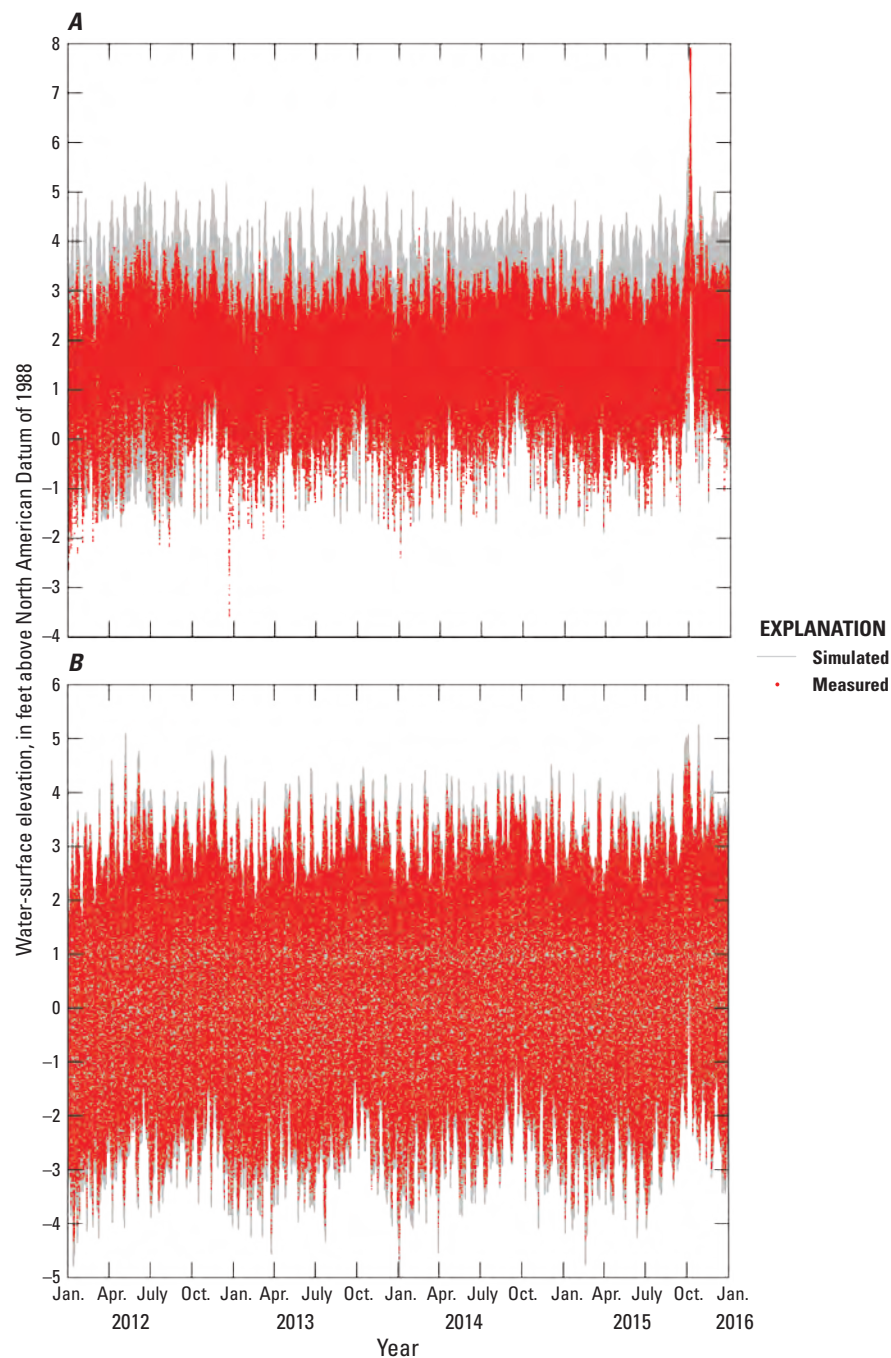 A
8
7
6
5
4
3
2
1
0
–1
–2
–3
–4
Water-surface elevation, in feet above North American Datum of 1988
B
6
5
4
3
2
1
0
–1
–2
–3
–4
–5
Jan. Apr. July Oct. Jan. Apr. July Oct. Jan. Apr. July Oct. Jan. Apr. July Oct. Jan.
2012 2013 2014 2015 2016
Year
EXPLANATION
Simulated
Measured